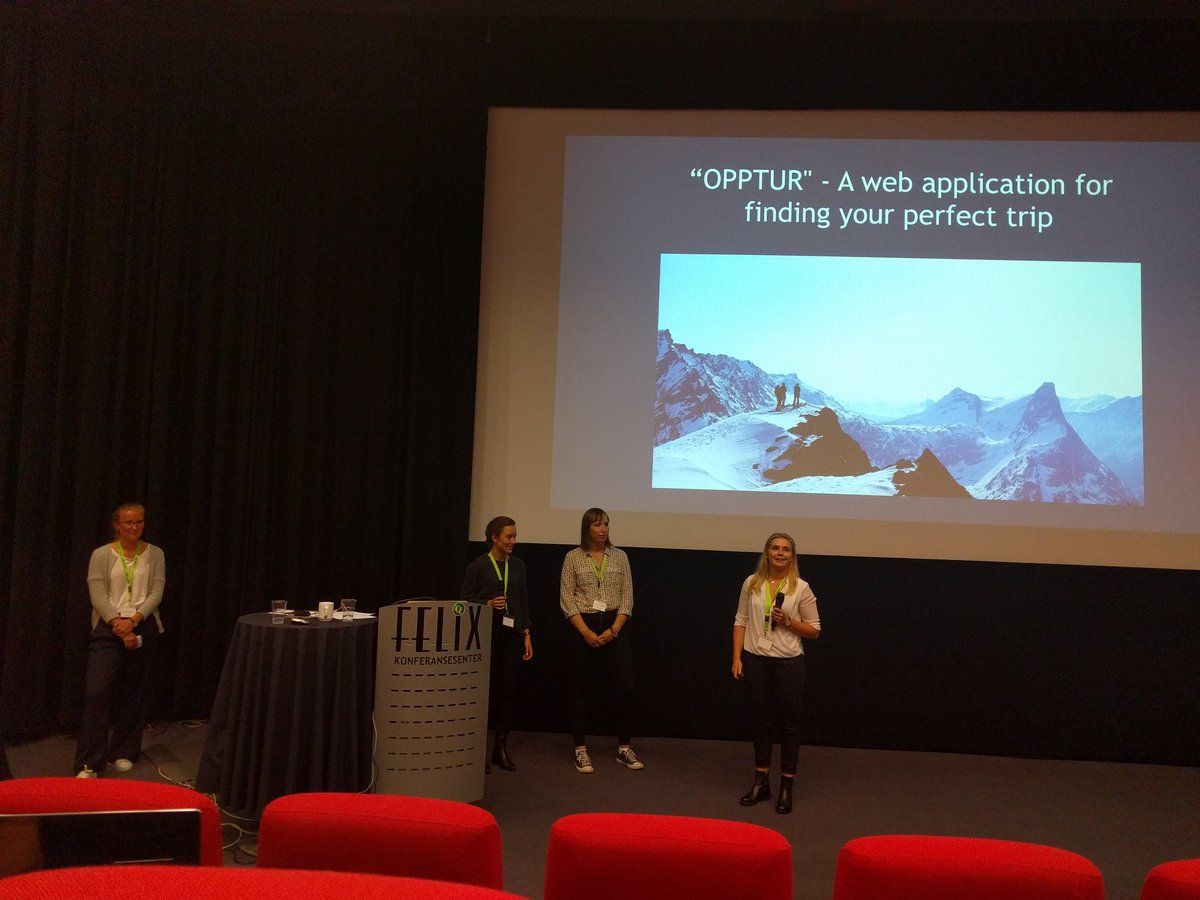 “OPPTUR" - A web application for
finding your perfect trip
FELIX
KONFERANSESENTER